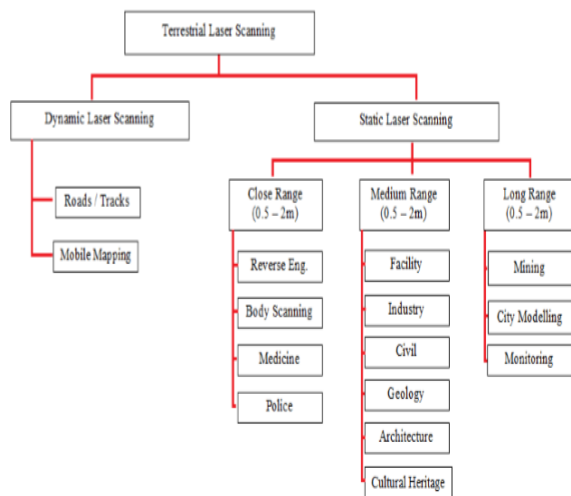 Terrestrial Laser Scanning
Dynamic Laser Scanning
Roads / Tracks
Mobile Mapping
Static Laser Scanning
Close Range
(0.5 – 2m)
Reverse Eng.
Body Scanning
Medicine
Police
Medium Range
(0.5 – 2m)
Facility
Industry
Civil
Geology
Architecture
Cultural Heritage
Long Range
(0.5 – 2m)
Mining
City Modelling
Monitoring